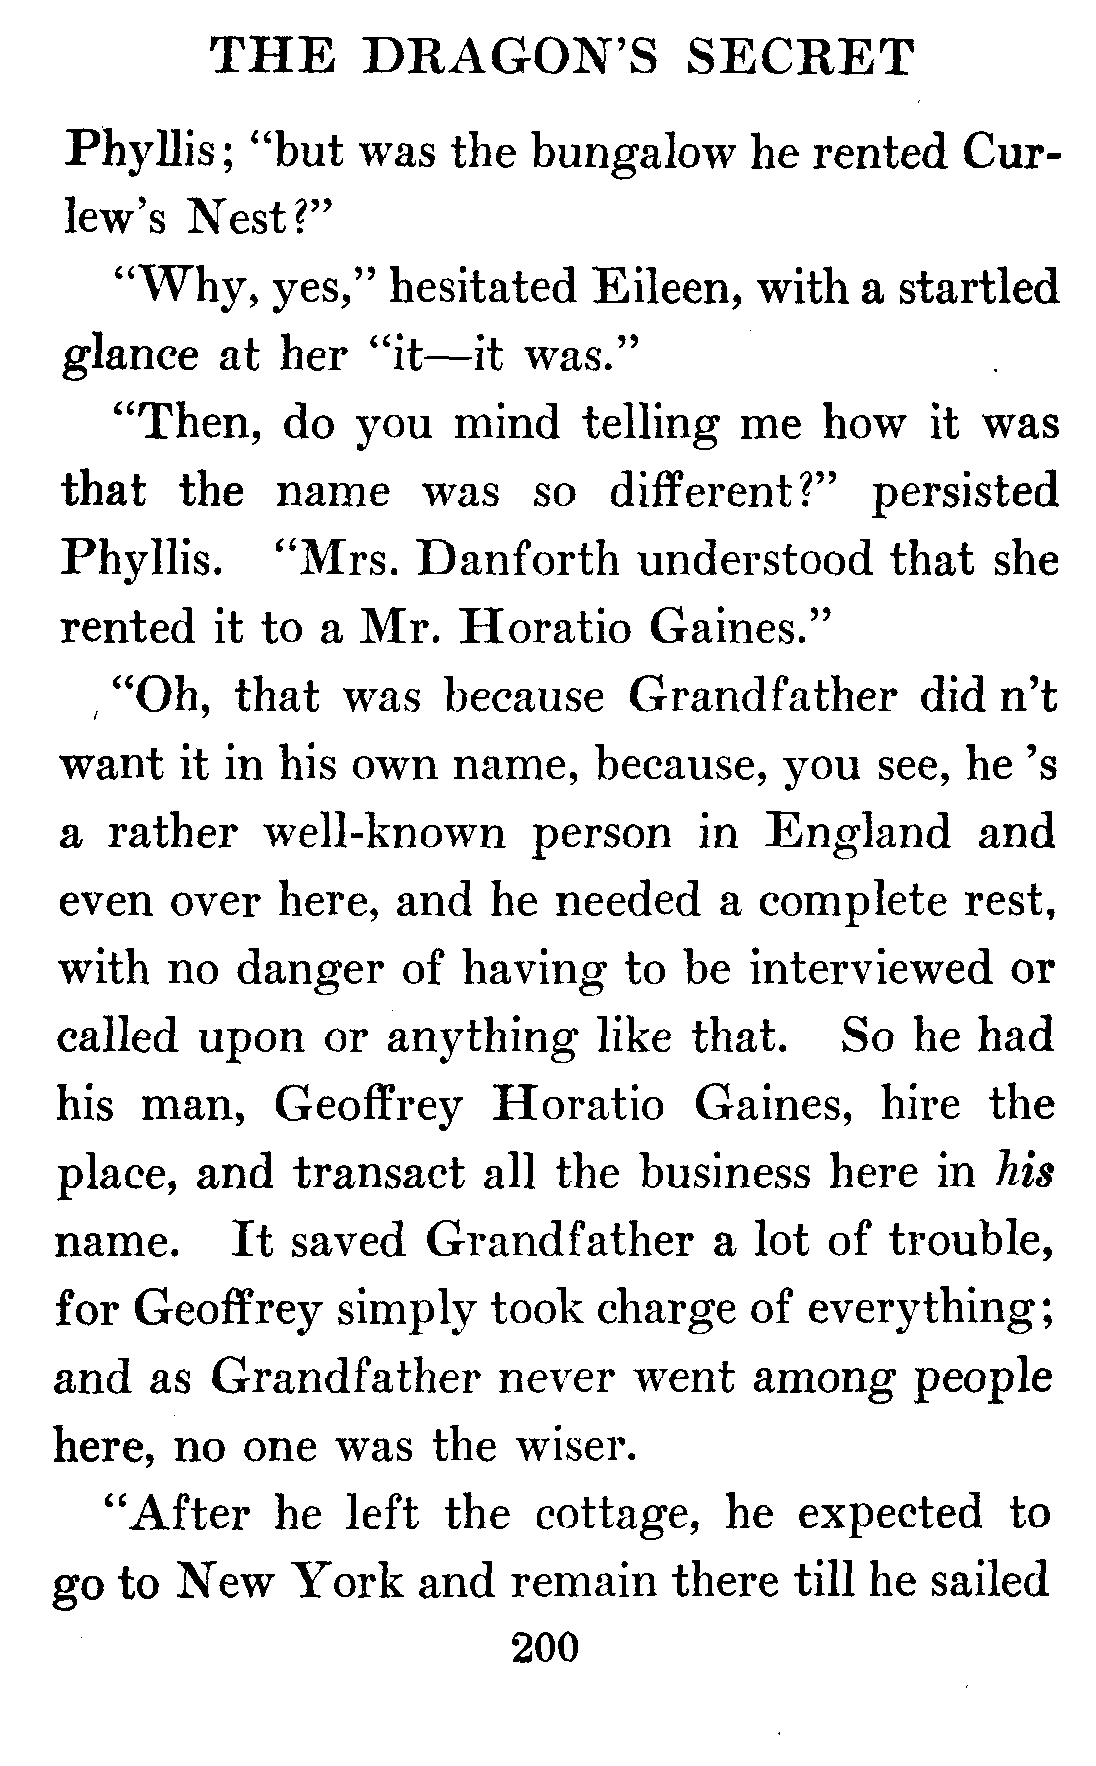 THE DRAGON'S SECRET
Phyllis; “but was the bungalow he rented Cur-
lew's Nest?”
“Why, yes,” hesitated Eileen, with a startled
glance at her “it—it was.”
“Then, do you mind telling me how it was
that the name was so different?” persisted
Phyllis. “Mrs. Danforth understood that she
rented it to a Mr. Horatio Gaines.”
“Oh, that was because Grandfather did n't
want it in his own name, because, you see, he 's
a rather well-known person in England and
even over here, and he needed a complete rest,
with no danger of having to be interviewed or
called upon or anything like that. So he had
his man, Geoffrey Horatio Gaines, hire the
place, and transact all the business here in his
name. It saved Grandfather a lot of trouble,
for Geoffrey simply took charge of everything;
and as Grandfather never went among people
here, no one was the wiser.
“After he left the cottage, he expected to
go to New York and remain there till he sailed
200